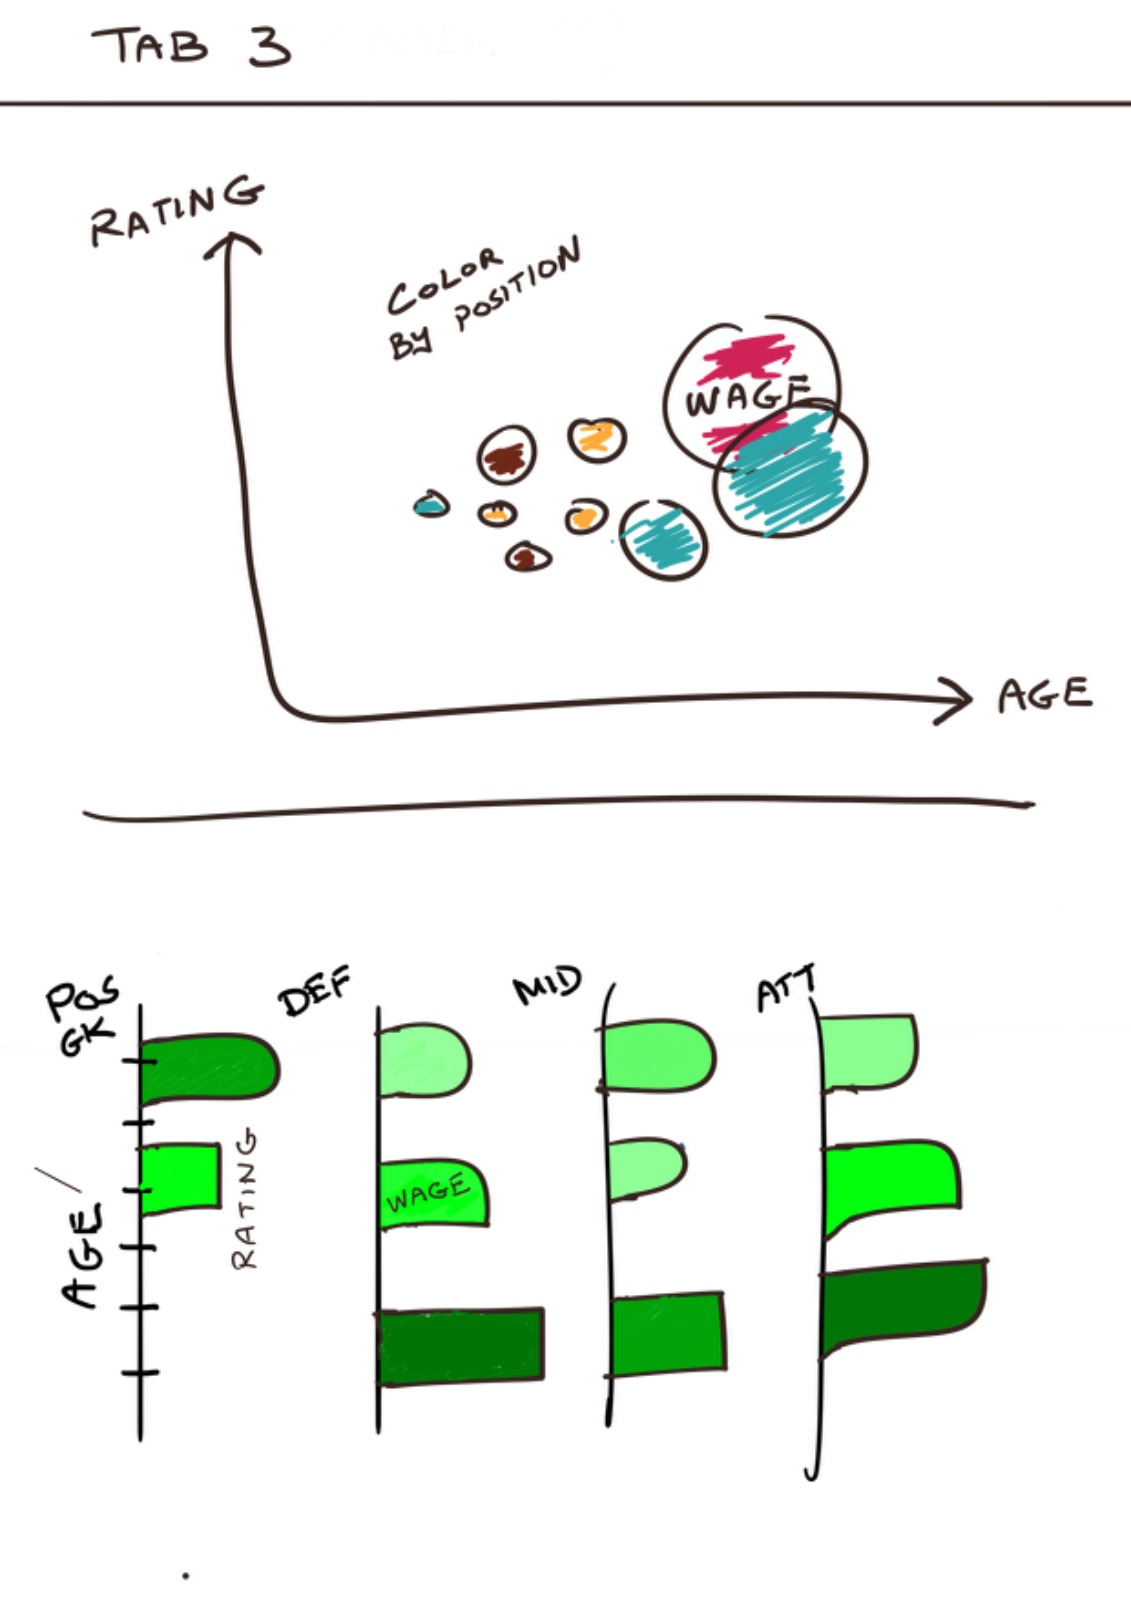 TAB 3
RATING
COLOR
BY POSITION
WAGE
AGE
POS
GK
DEF
MID
ATT
AGE
RATING
WAGE